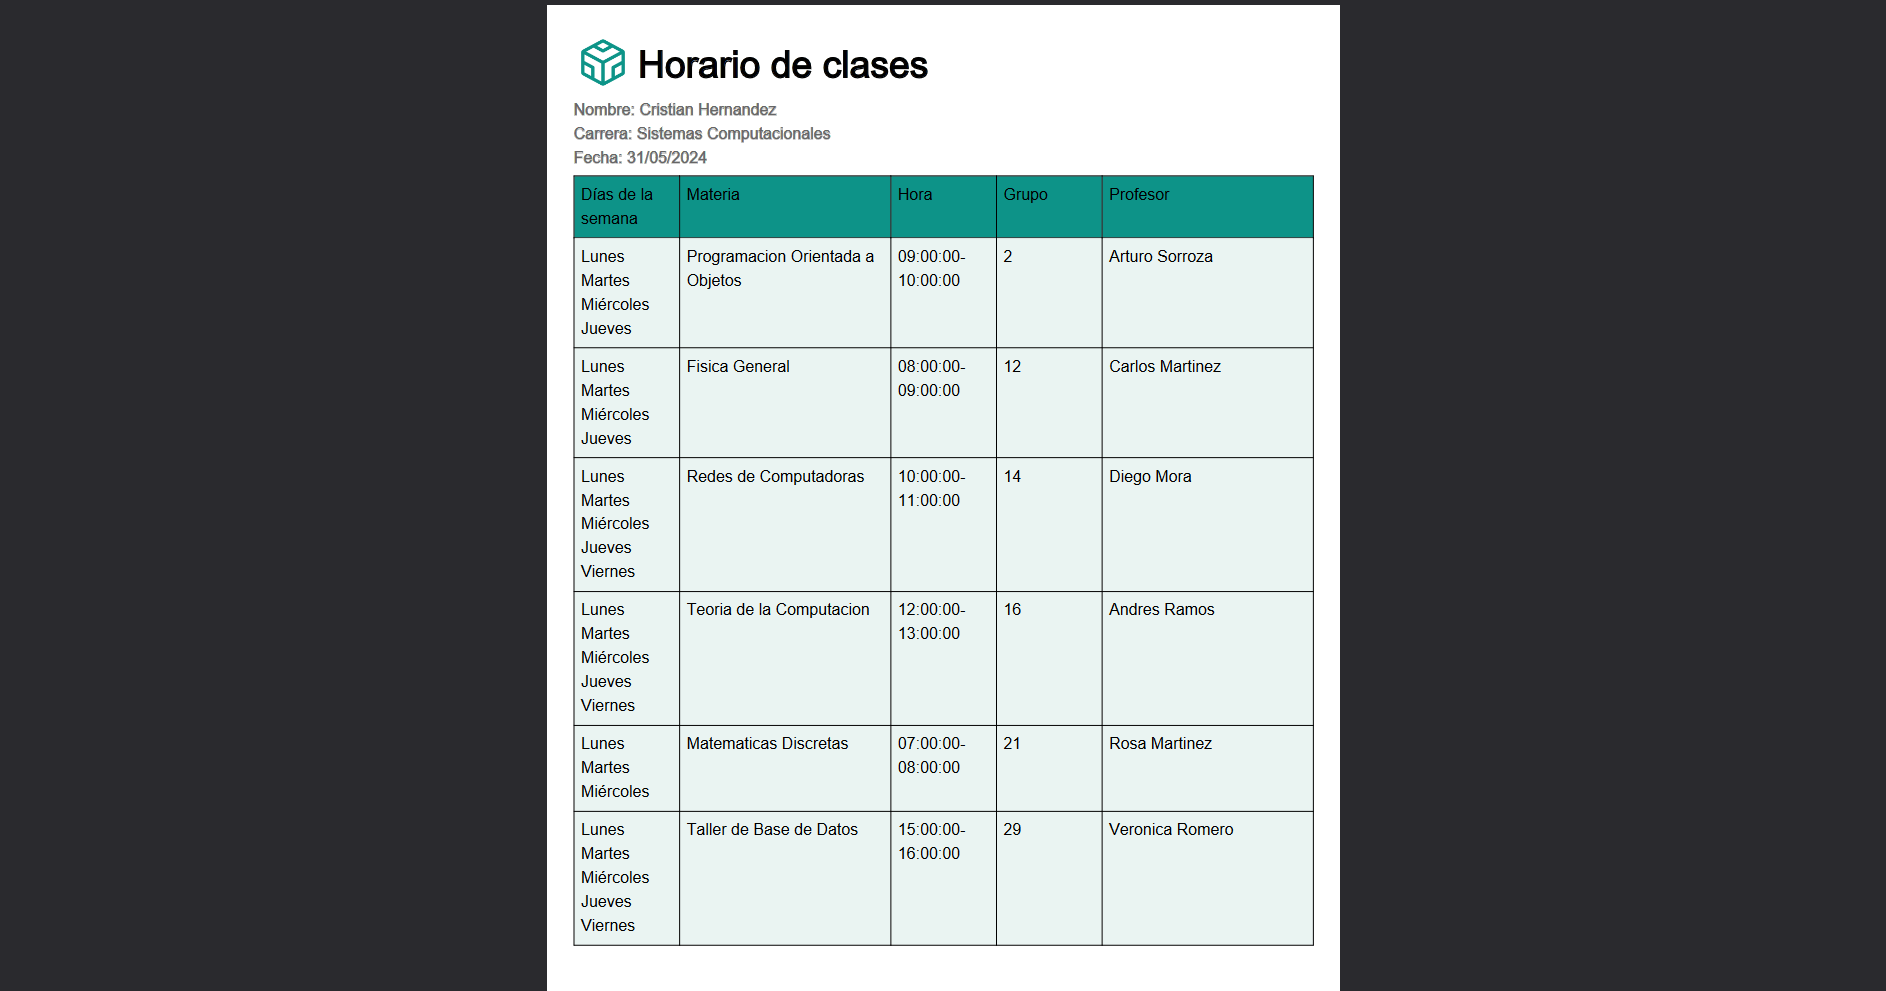 Horario de clases
Nombre: Cristian Hernandez
Carrera: Sistemas Computacionales
Fecha: 31/05/2024
Días de la semana Materia Hora Grupo Profesor
Lunes Programacion Orientada a 09:00:00- 2 Arturo Sorroza
Martes Objetos 10:00:00
Miércoles
Jueves
Lunes Fisica General 08:00:00- 12 Carlos Martinez
Martes 09:00:00
Miércoles
Jueves
Lunes Redes de Computadoras 10:00:00- 14 Diego Mora
Martes 11:00:00
Miércoles
Jueves
Viernes
Lunes Teoria de la Computacion 12:00:00- 16 Andres Ramos
Martes 13:00:00
Miércoles
Jueves
Viernes
Lunes Matematicas Discretas 07:00:00- 21 Rosa Martinez
Martes 08:00:00
Miércoles
Lunes Taller de Base de Datos 15:00:00- 29 Veronica Romero
Martes 16:00:00
Miércoles
Jueves
Viernes